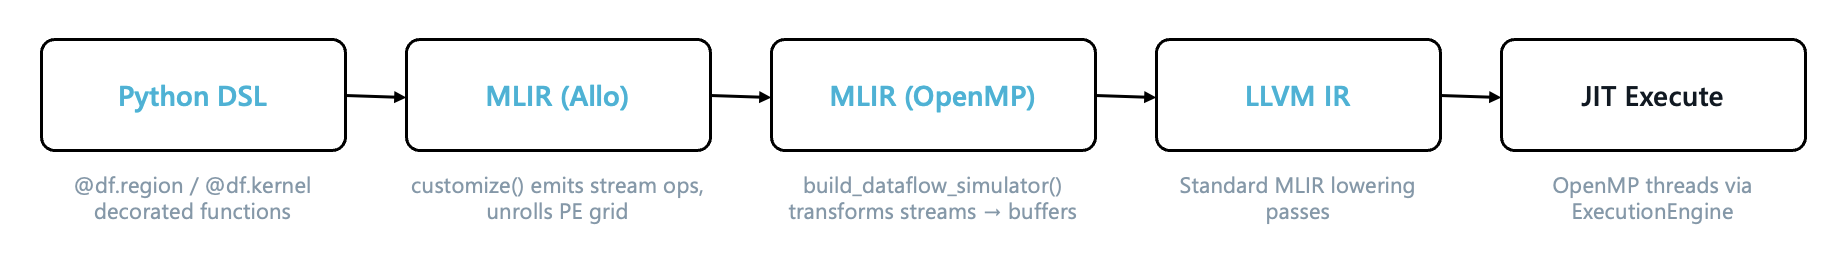 Python DSL
MLIR (Allo)
MLIR (OpenMP)
LLVM IR
JIT Execute
@df.region / @df.kernel
decorated functions
customize() emits stream ops,
unrolls PE grid
build_dataflow_simulator()
transforms streams → buffers
Standard MLIR lowering
passes
OpenMP threads via
ExecutionEngine